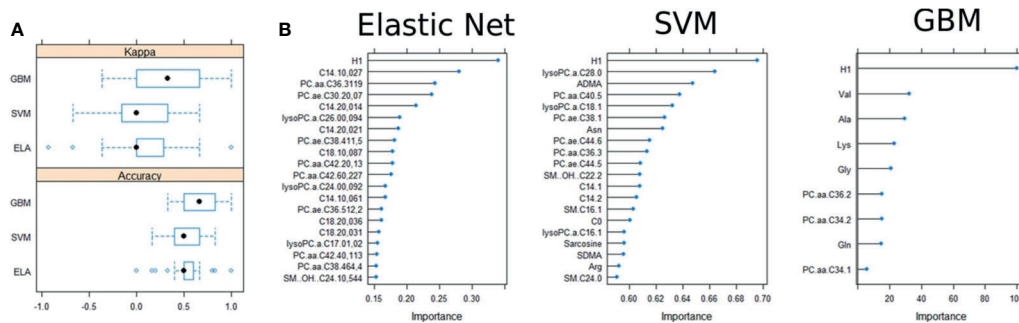 A
B
Elastic Net
SVM
GBM
Kappa
GBM
SVM
ELA
Accuracy
GBM
SVM
ELA
-1.0 -0.5 0.0 0.5 1.0
H1
C14.10,027
PC.aa.C36.3119
PC.ae.C30.20,07
C14.20,014
lysoPC.a.C26.00,094
C14.20,021
PC.ae.C38.411,5
C18.10,087
PC.aa.C42.20,13
PC.aa.C42.60,227
lysoPC.a.C24.00,092
C14.10,061
PC.ae.C36.512,2
C18.20,036
C18.20,031
lysoPC.a.C17.01,02
PC.aa.C42.40,113
PC.aa.C38.464,4
SM..OH..C24.10,544
0.15 0.20 0.25 0.30
Importance
H1
lysoPC.a.C28.0
ADMA
PC.aa.C40.5
lysoPC.a.C18.1
PC.ae.C38.1
Asn
PC.ae.C44.6
PC.aa.C36.3
PC.ae.C44.5
SM..OH..C22.2
C14.1
C14.2
SM.C16.1
C0
lysoPC.a.C16.1
Sarcosine
SDMA
Arg
SM.C24.0
0.60 0.62 0.64 0.66 0.68 0.70
Importance
H1
Val
Ala
Lys
Gly
PC.aa.C36.2
PC.aa.C34.2
Gln
PC.aa.C34.1
20 40 60 80 100
Importance